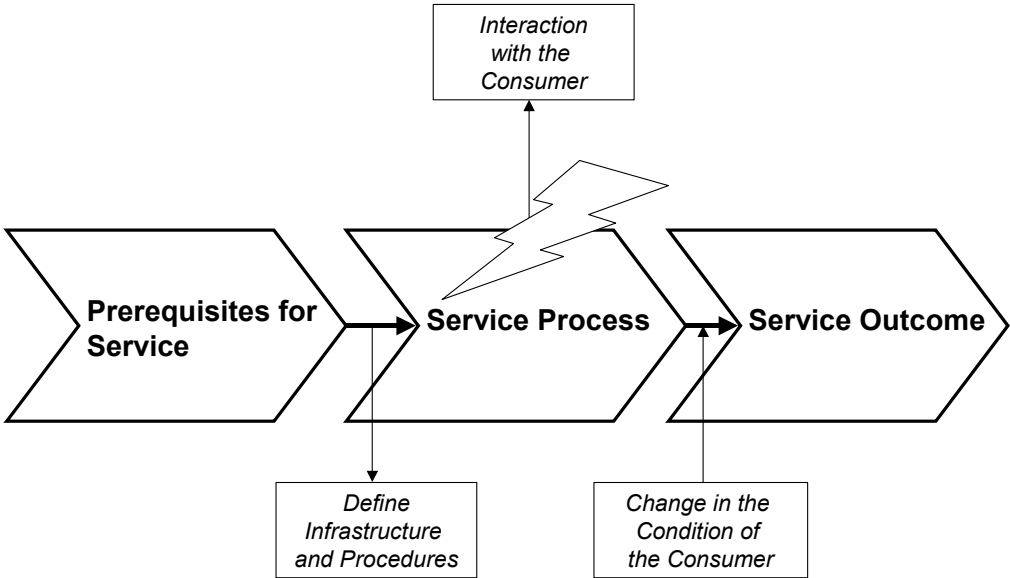 Interaction
with the
Consumer
Prerequisites for
Service
Service Process
Service Outcome
Define
Infrastructure
and Procedures
Change in the
Condition of
the Consumer